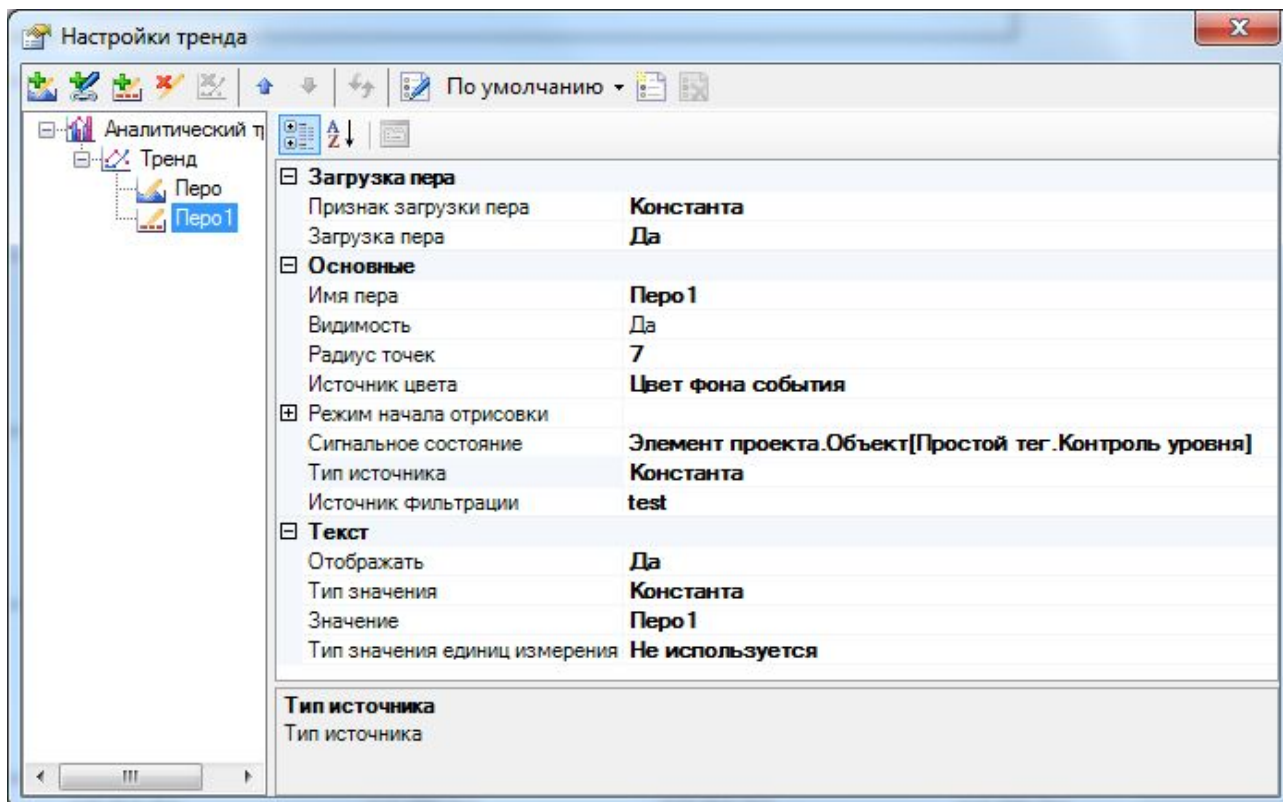 Настройки тренда
По умолчанию
Аналитический т
Тренд
Перо
Перо1
Загрузка пера
Признак загрузки пера Константа
Загрузка пера Да
Основные
Имя пера Перо1
Видимость Да
Радиус точек 7
Источник цвета Цвет фона события
Режим начала отрисовки
Сигнальное состояние Элемент проекта.Объект[Простой тег.Контроль уровня]
Тип источника Константа
Источник фильтрации test
Текст
Отображать Да
Тип значения Константа
Значение Перо1
Тип значения единиц измерения Не используется
Тип источника
Тип источника